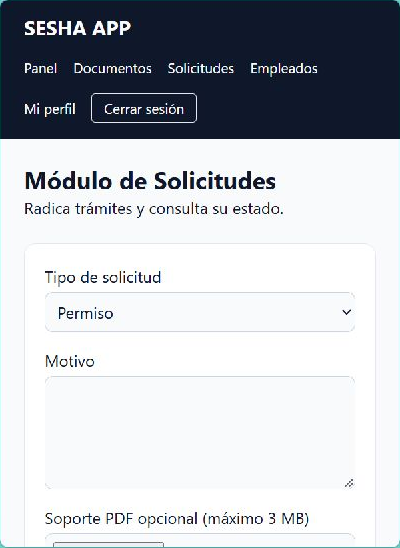 SESHA APP
Panel Documentos Solicitudes Empleados
Mi perfil Cerrar sesión
Módulo de Solicitudes
Radica trámites y consulta su estado.
Tipo de solicitud
Permiso
Motivo
Soporte PDF opcional (máximo 3 MB)